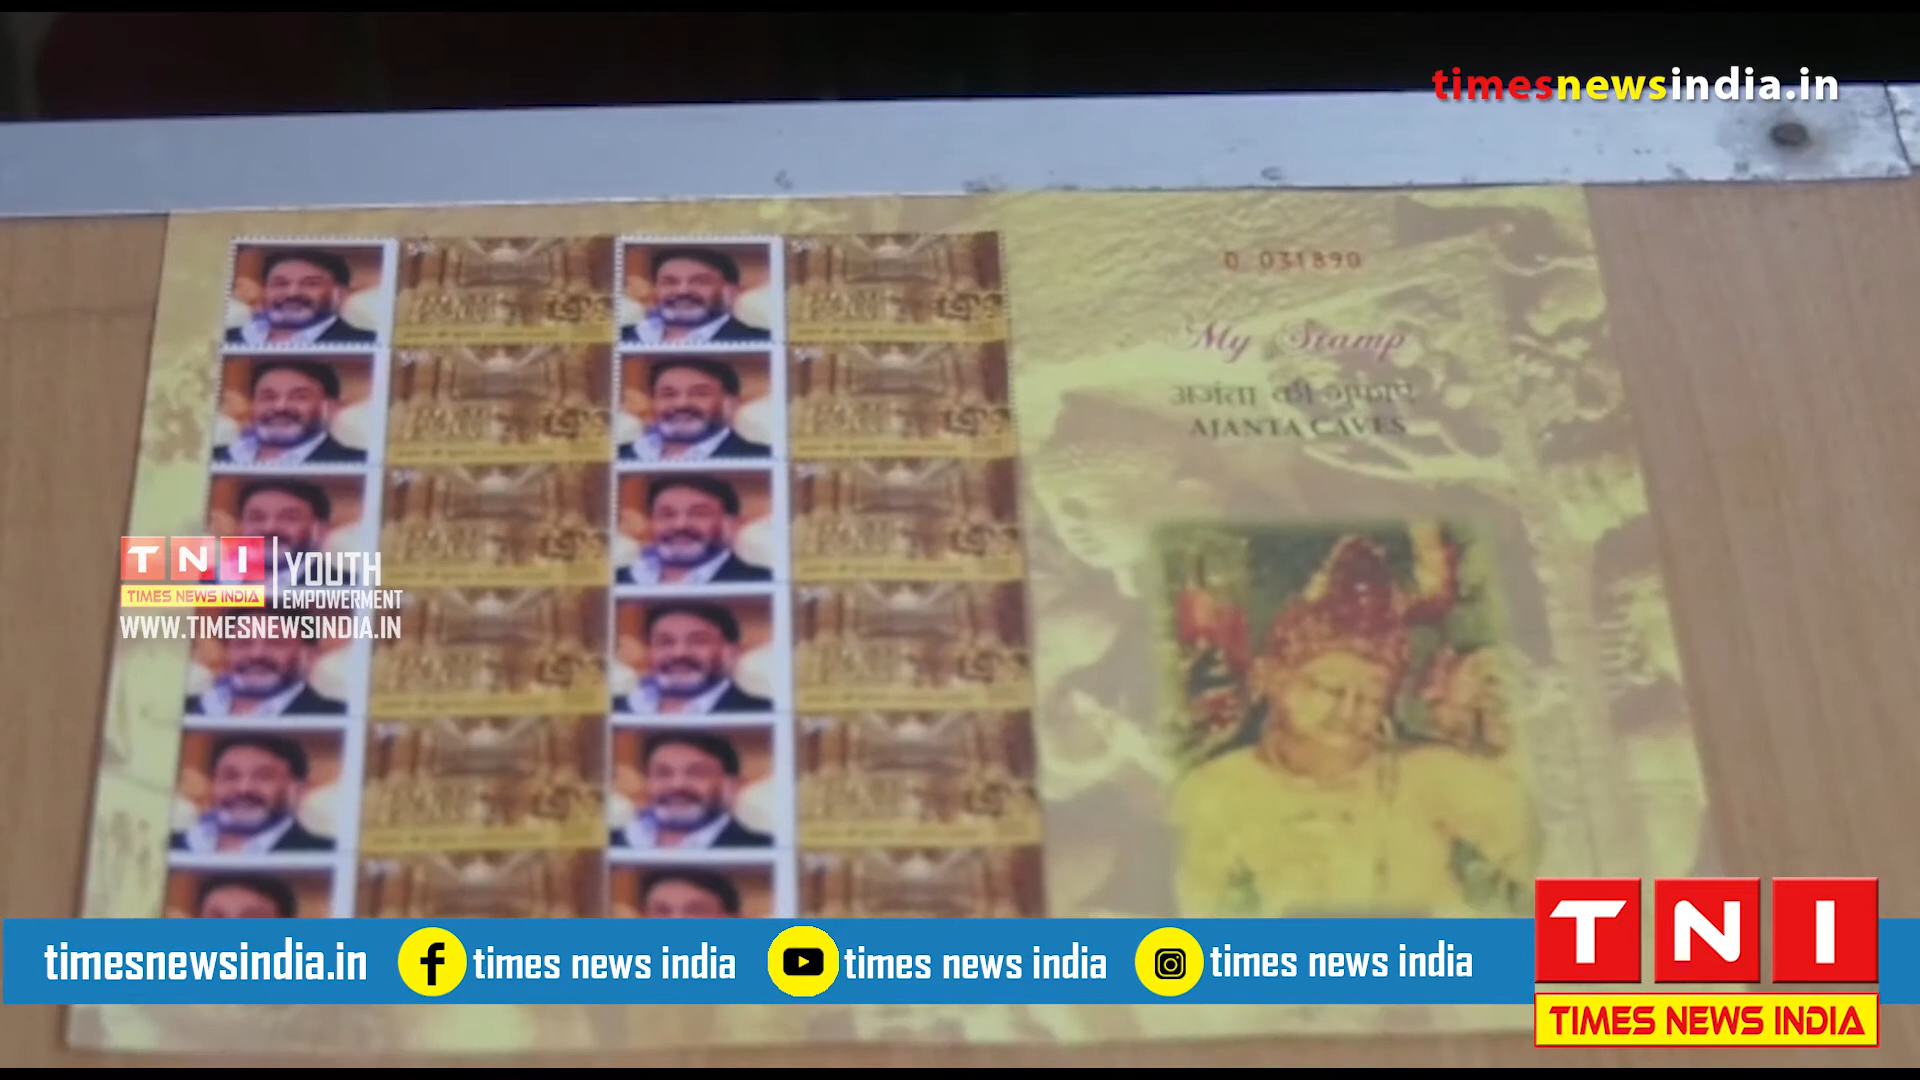 timesnewsindia.in
Q 031890
My Stamp
अजंता की गुफाएँ
AJANTA CAVES
TNI
TIMES NEWS INDIA
YOUTH
EMPOWERMENT
WWW.TIMESNEWSINDIA.IN
timesnewsindia.in
times news india
times news india
times news india
TNI
TIMES NEWS INDIA